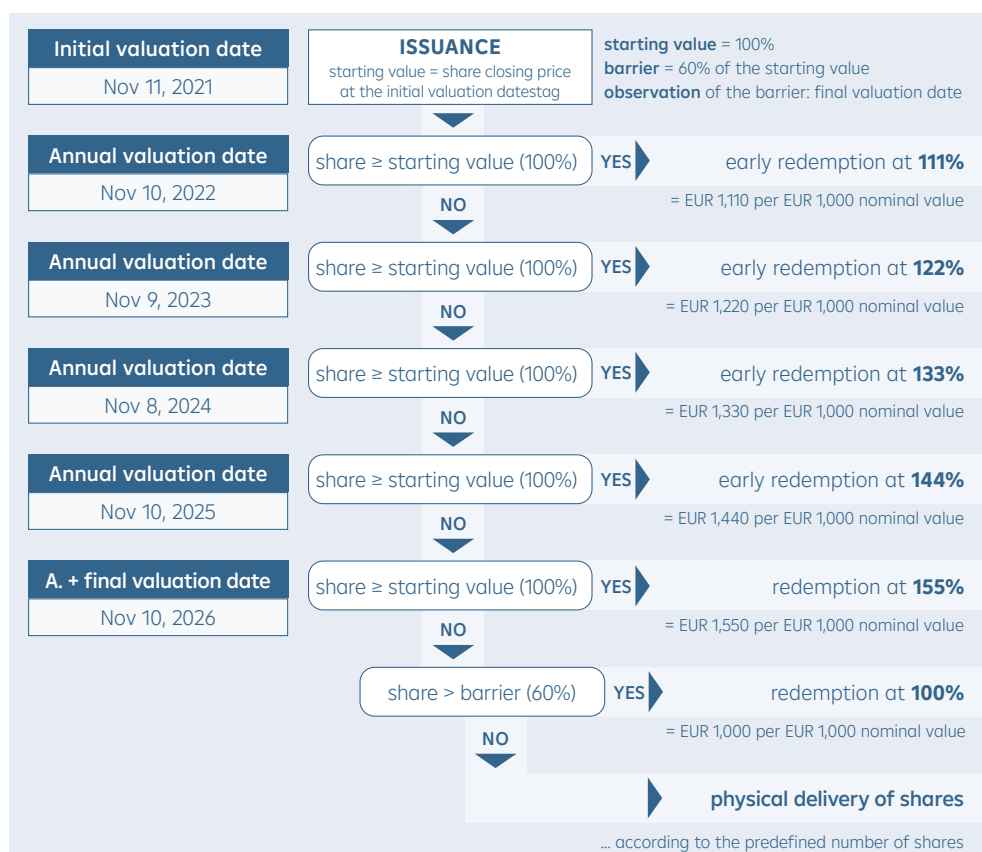 Initial valuation date
Nov 11, 2021
ISSUANCE
starting value = share closing price
at the initial valuation datestag
starting value = 100%
barrier = 60% of the starting value
observation of the barrier: final valuation date
Annual valuation date
Nov 10, 2022
share ≥ starting value (100%)
YES
early redemption at 111%
= EUR 1,110 per EUR 1,000 nominal value
NO
Annual valuation date
Nov 9, 2023
share ≥ starting value (100%)
YES
early redemption at 122%
= EUR 1,220 per EUR 1,000 nominal value
NO
Annual valuation date
Nov 8, 2024
share ≥ starting value (100%)
YES
early redemption at 133%
= EUR 1,330 per EUR 1,000 nominal value
NO
Annual valuation date
Nov 10, 2025
share ≥ starting value (100%)
YES
early redemption at 144%
= EUR 1,440 per EUR 1,000 nominal value
NO
A. + final valuation date
Nov 10, 2026
share ≥ starting value (100%)
YES
redemption at 155%
= EUR 1,550 per EUR 1,000 nominal value
NO
share > barrier (60%)
YES
redemption at 100%
= EUR 1,000 per EUR 1,000 nominal value
NO
physical delivery of shares
... according to the predefined number of shares